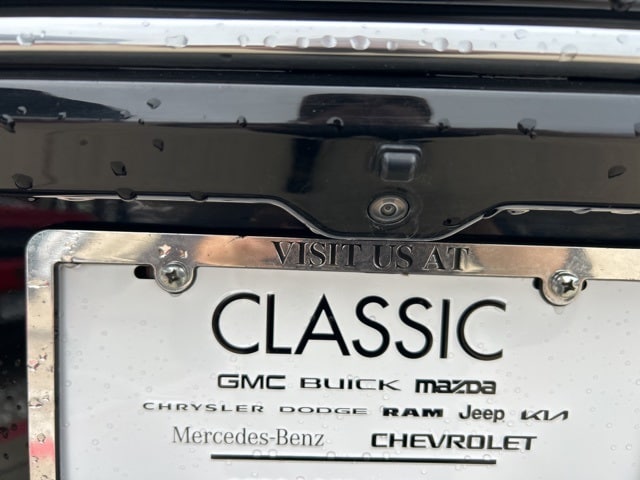 VISIT US AT
CLASSIC
GMC BUICK mazda
CHRYSLER DODGE RAM Jeep KIA
Mercedes-Benz CHEVROLET